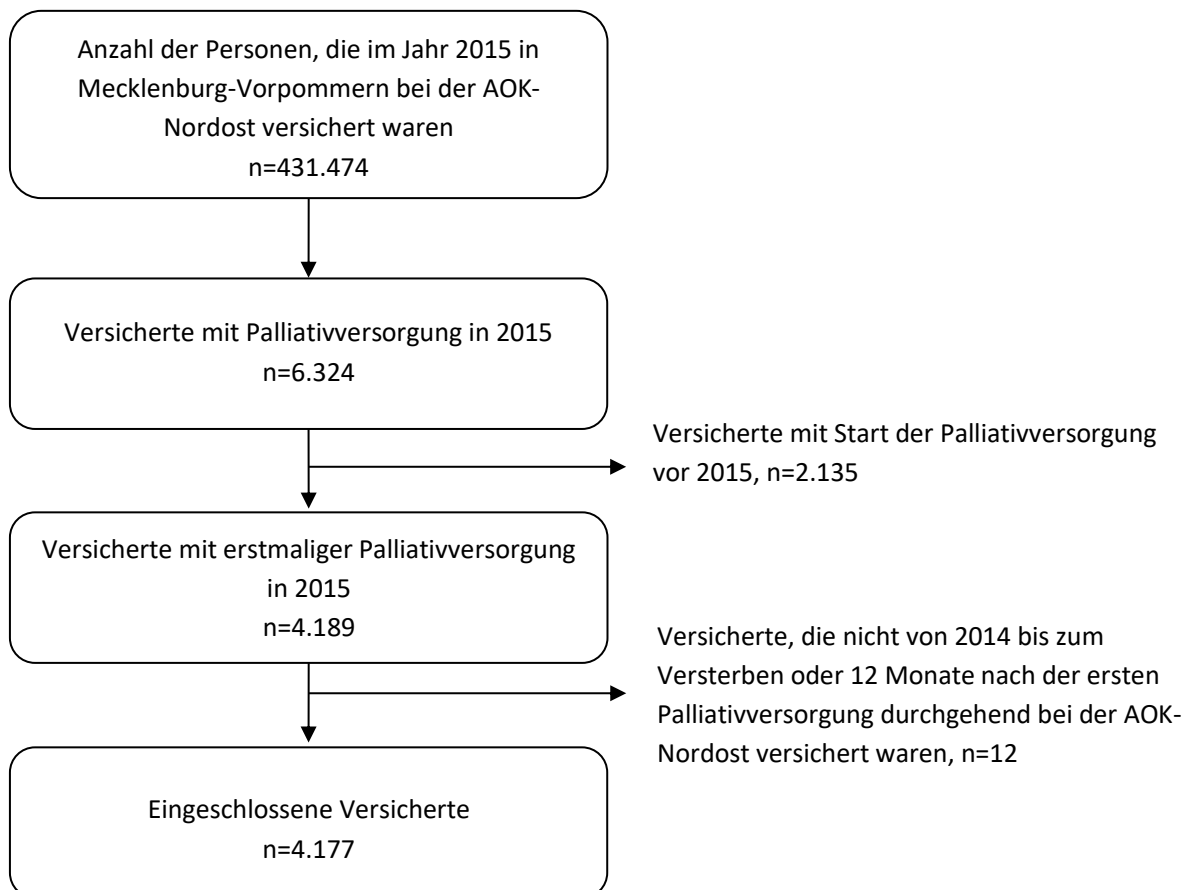 Anzahl der Personen, die im Jahr 2015 in
Mecklenburg-Vorpommern bei der AOK-
Nordost versichert waren
n=431.474
Versicherte mit Palliativversorgung in 2015
n=6.324
Versicherte mit Start der Palliativversorgung
vor 2015, n=2.135
Versicherte mit erstmaliger Palliativversorgung
in 2015
n=4.189
Versicherte, die nicht von 2014 bis zum
Versterben oder 12 Monate nach der ersten
Palliativversorgung durchgehend bei der AOK-
Nordost versichert waren, n=12
Eingeschlossene Versicherte
n=4.177